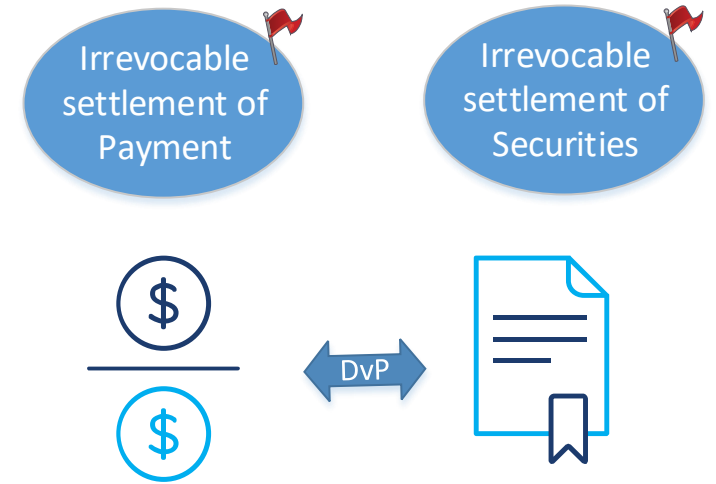 Irrevocable
settlement of
Payment
Irrevocable
settlement of
Securities
$
DvP
$